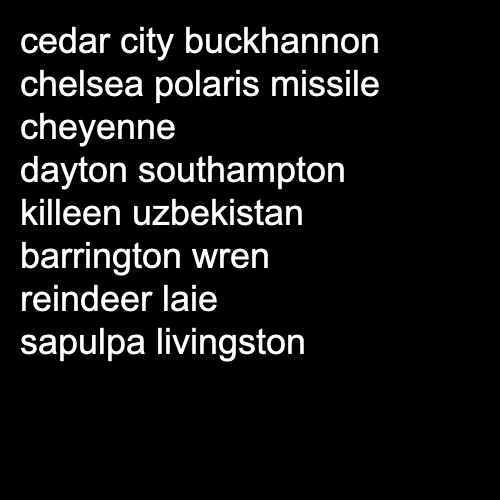 cedar city buckhannon
chelsea polaris missile
cheyenne
dayton southampton
killeen uzbekistan
barrington wren
reindeer laie
sapulpa livingston